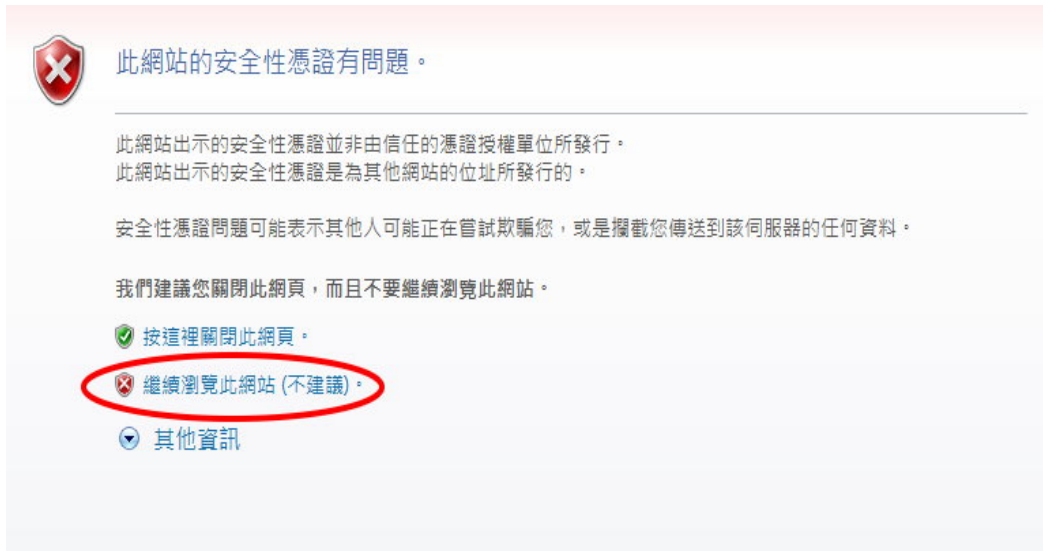 此網站的安全性憑證有問題。
此網站出示的安全性憑證並非由信任的憑證授權單位所發行。
此網站出示的安全性憑證是為其他網站的位址所發行的。
安全性憑證問題可能表示其他人可能正在嘗試欺騙您，或是攔截您傳送到該伺服器的任何資料。
我們建議您關閉此網頁，而且不要繼續瀏覽此網站。
按這裡關閉此網頁。
繼續瀏覽此網站 (不建議)。
其他資訊